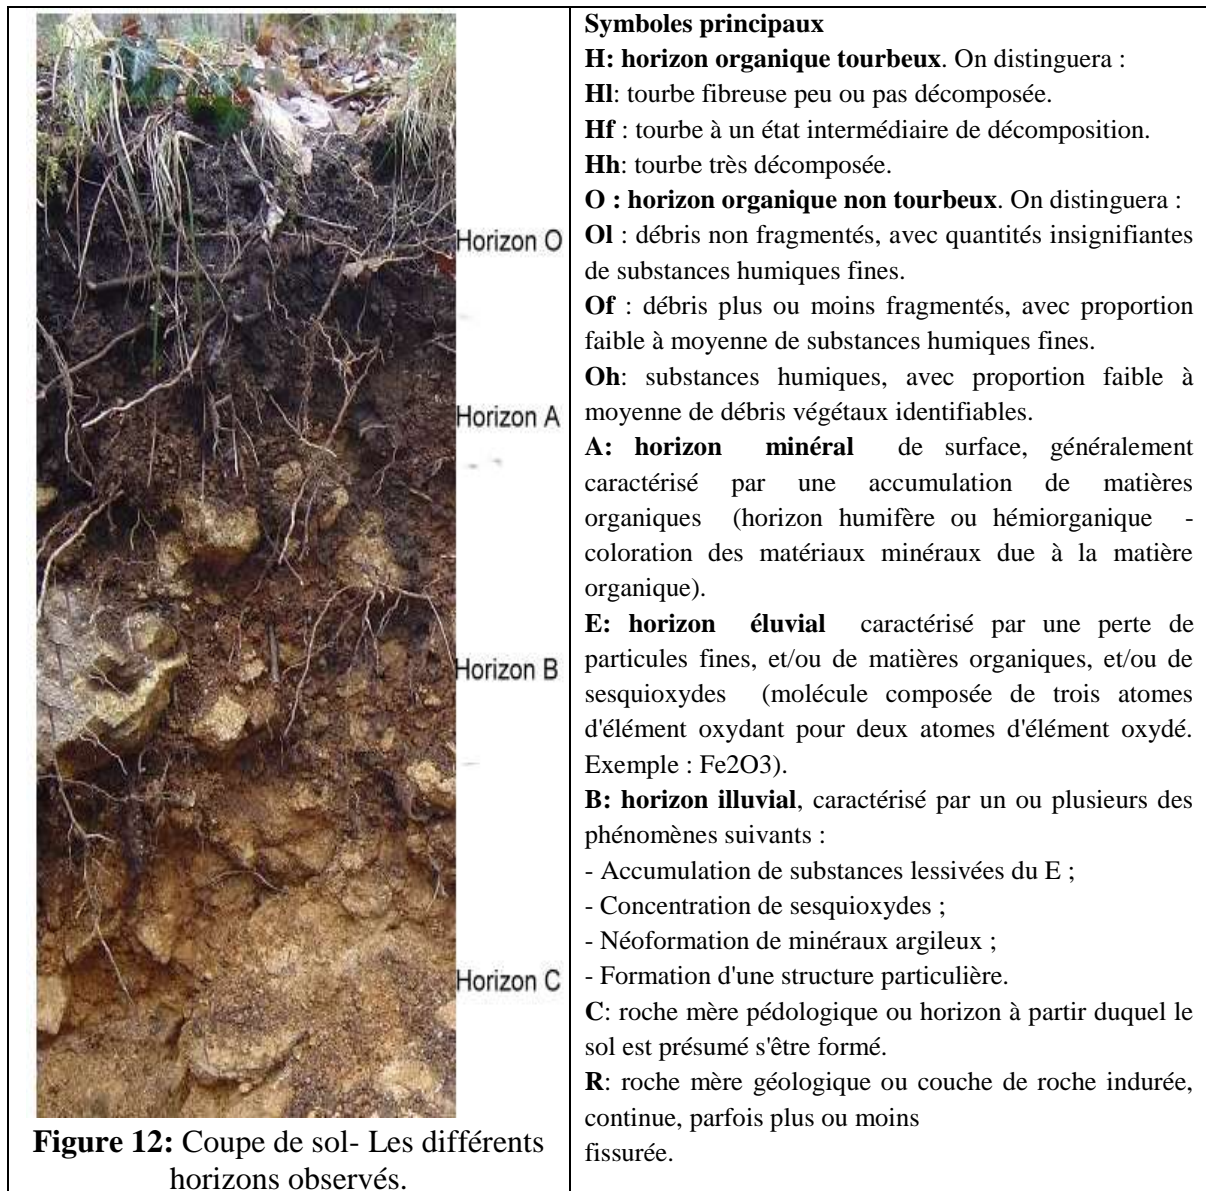 Horizon O
Horizon A
Horizon B
Horizon C
Figure 12: Coupe de sol- Les différents
horizons observés.
Symboles principaux
H: horizon organique tourbeux. On distinguera :
Hl: tourbe fibreuse peu ou pas décomposée.
Hf : tourbe à un état intermédiaire de décomposition.
Hh: tourbe très décomposée.
O : horizon organique non tourbeux. On distinguera :
Ol : débris non fragmentés, avec quantités insignifiantes
de substances humiques fines.
Of : débris plus ou moins fragmentés, avec proportion
faible à moyenne de substances humiques fines.
Oh: substances humiques, avec proportion faible à
moyenne de débris végétaux identifiables.
A: horizon minéral de surface, généralement
caractérisé par une accumulation de matières
organiques (horizon humifère ou hémiorganique -
coloration des matériaux minéraux due à la matière
organique).
E: horizon éluvial caractérisé par une perte de
particules fines, et/ou de matières organiques, et/ou de
sesquioxydes (molécule composée de trois atomes
d'élément oxydant pour deux atomes d'élément oxydé.
Exemple : Fe2O3).
B: horizon illuvial, caractérisé par un ou plusieurs des
phénomènes suivants :
- Accumulation de substances lessivées du E ;
- Concentration de sesquioxydes ;
- Néoformation de minéraux argileux ;
- Formation d'une structure particulière.
C: roche mère pédologique ou horizon à partir duquel le
sol est présumé s'être formé.
R: roche mère géologique ou couche de roche indurée,
continue, parfois plus ou moins
fissurée.